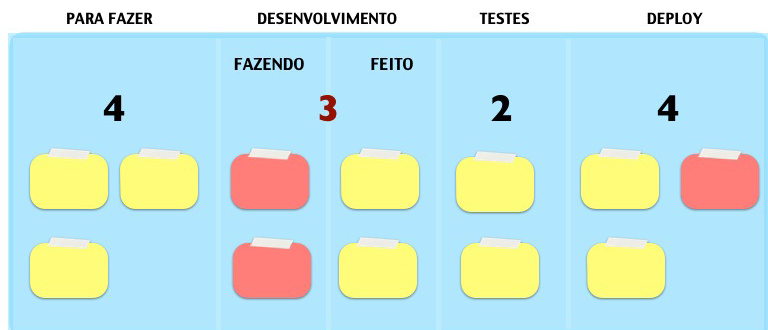 PARA FAZER
DESENVOLVIMENTO
TESTES
DEPLOY
FAZENDO
FEITO
4
3
2
4